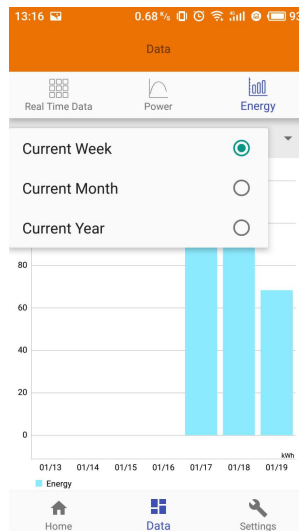 13:16 0.68 ᴷ/s 93
Data
Real Time Data Power Energy
Current Week
Current Month
Current Year
80
60
40
20
0
kWh
01/13 01/14 01/15 01/16 01/17 01/18 01/19
Energy
Home Data Settings